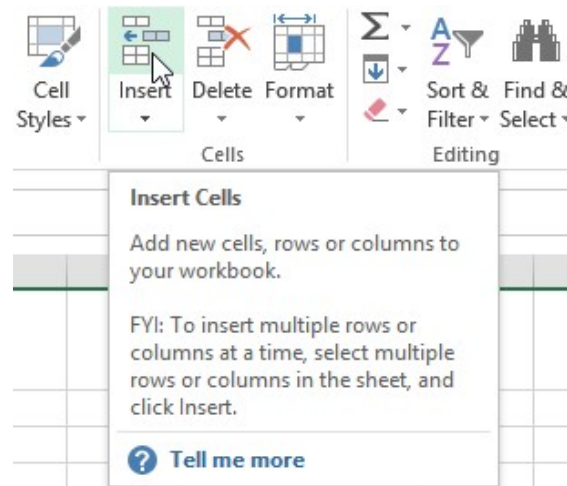 Cell
Styles
Insert
Delete
Format
Sort &
Filter
Find &
Select
Cells
Editing
Insert Cells
Add new cells, rows or columns to
your workbook.
FYI: To insert multiple rows or
columns at a time, select multiple
rows or columns in the sheet, and
click Insert.
? Tell me more